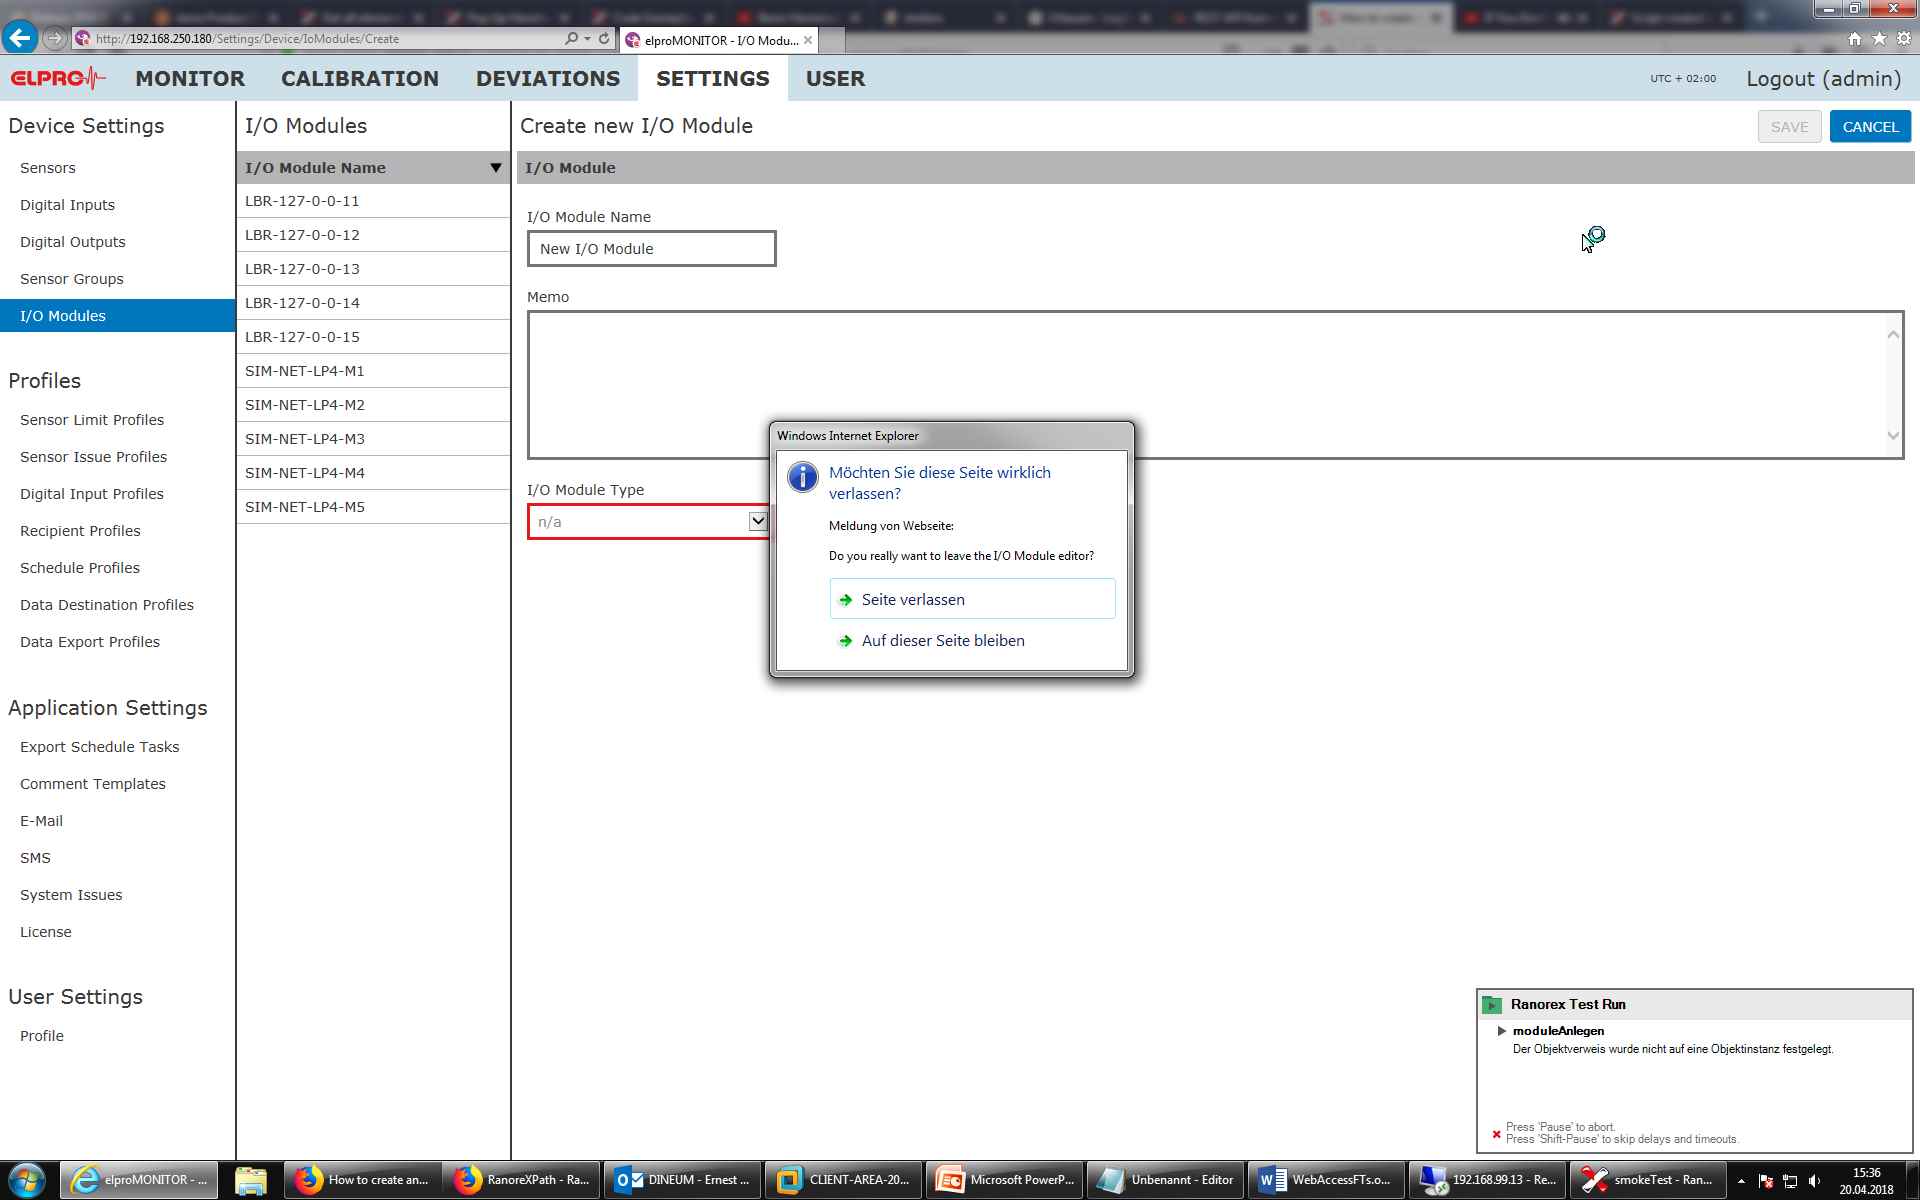 http://192.168.250.180/Settings/Device/IoModules/Create
elproMONITOR - I/O Modu...
ELPRO
MONITOR
CALIBRATION
DEVIATIONS
SETTINGS
USER
UTC + 02:00
Logout (admin)
Device Settings
Sensors
Digital Inputs
Digital Outputs
Sensor Groups
I/O Modules
Profiles
Sensor Limit Profiles
Sensor Issue Profiles
Digital Input Profiles
Recipient Profiles
Schedule Profiles
Data Destination Profiles
Data Export Profiles
Application Settings
Export Schedule Tasks
Comment Templates
E-Mail
SMS
System Issues
License
User Settings
Profile
I/O Modules
I/O Module Name
LBR-127-0-0-11
LBR-127-0-0-12
LBR-127-0-0-13
LBR-127-0-0-14
LBR-127-0-0-15
SIM-NET-LP4-M1
SIM-NET-LP4-M2
SIM-NET-LP4-M3
SIM-NET-LP4-M4
SIM-NET-LP4-M5
Create new I/O Module
SAVE
CANCEL
I/O Module
I/O Module Name
New I/O Module
Memo
I/O Module Type
n/a
Windows Internet Explorer
Möchten Sie diese Seite wirklich
verlassen?
Meldung von Webseite:
Do you really want to leave the I/O Module editor?
Seite verlassen
Auf dieser Seite bleiben
Ranorex Test Run
moduleAnlegen
Der Objektverweis wurde nicht auf eine Objektinstanz festgelegt.
Press 'Pause' to abort.
Press 'Shift-Pause' to skip delays and timeouts.
elproMONITOR - ...
How to create an...
RanoreXPath - Ra...
DINEUM - Ernest ...
CLIENT-AREA-20...
Microsoft PowerP...
Unbenannt - Editor
WebAccessFTs.o...
192.168.99.13 - Re...
smokeTest - Ran...
15:36
20.04.2018